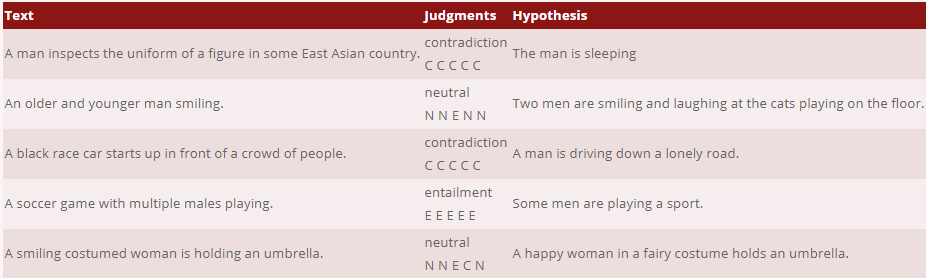 Text Judgments Hypothesis
A man inspects the uniform of a figure in some East Asian country. contradiction C C C C C The man is sleeping
An older and younger man smiling. neutral N N E N N Two men are smiling and laughing at the cats playing on the floor.
A black race car starts up in front of a crowd of people. contradiction C C C C C A man is driving down a lonely road.
A soccer game with multiple males playing. entailment E E E E E Some men are playing a sport.
A smiling costumed woman is holding an umbrella. neutral N N E C N A happy woman in a fairy costume holds an umbrella.